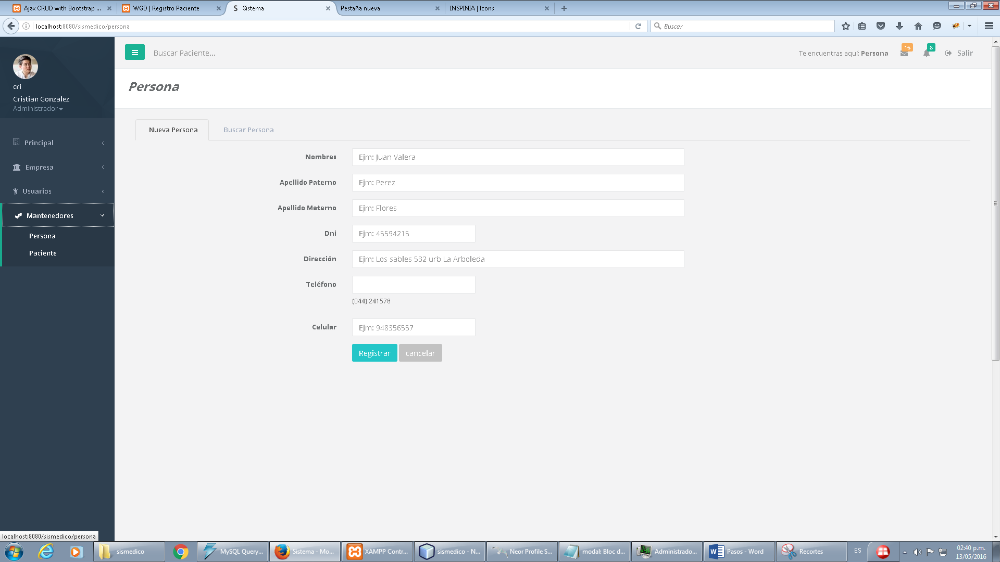 Ajax CRUD with Bootstrap ...
WGD | Registro Paciente
Sistema
Pestaña nueva
INSPINIA | Icons
localhost:8080/sismedico/persona
Buscar
cri
Cristian Gonzalez
Administrador
Principal
Empresa
Usuarios
Mantenedores
Persona
Paciente
Buscar Paciente...
Te encuentras aquí: Persona
16
8
Salir
Persona
Nueva Persona
Buscar Persona
Nombres
Ejm: Juan Valera
Apellido Paterno
Ejm: Perez
Apellido Materno
Ejm: Flores
Dni
Ejm: 45594215
Dirección
Ejm: Los sables 532 urb La Arboleda
Teléfono
(044) 241578
Celular
Ejm: 948356557
Registrar
cancelar
localhost:8080/sismedico/persona
sismedico
MySQL Query...
Sistema - Mo...
XAMPP Contr...
sismedico - N...
Neor Profile S...
modal: Bloc d...
Administrado...
Pasos - Word
Recortes
ES
02:40 p.m.
13/05/2016